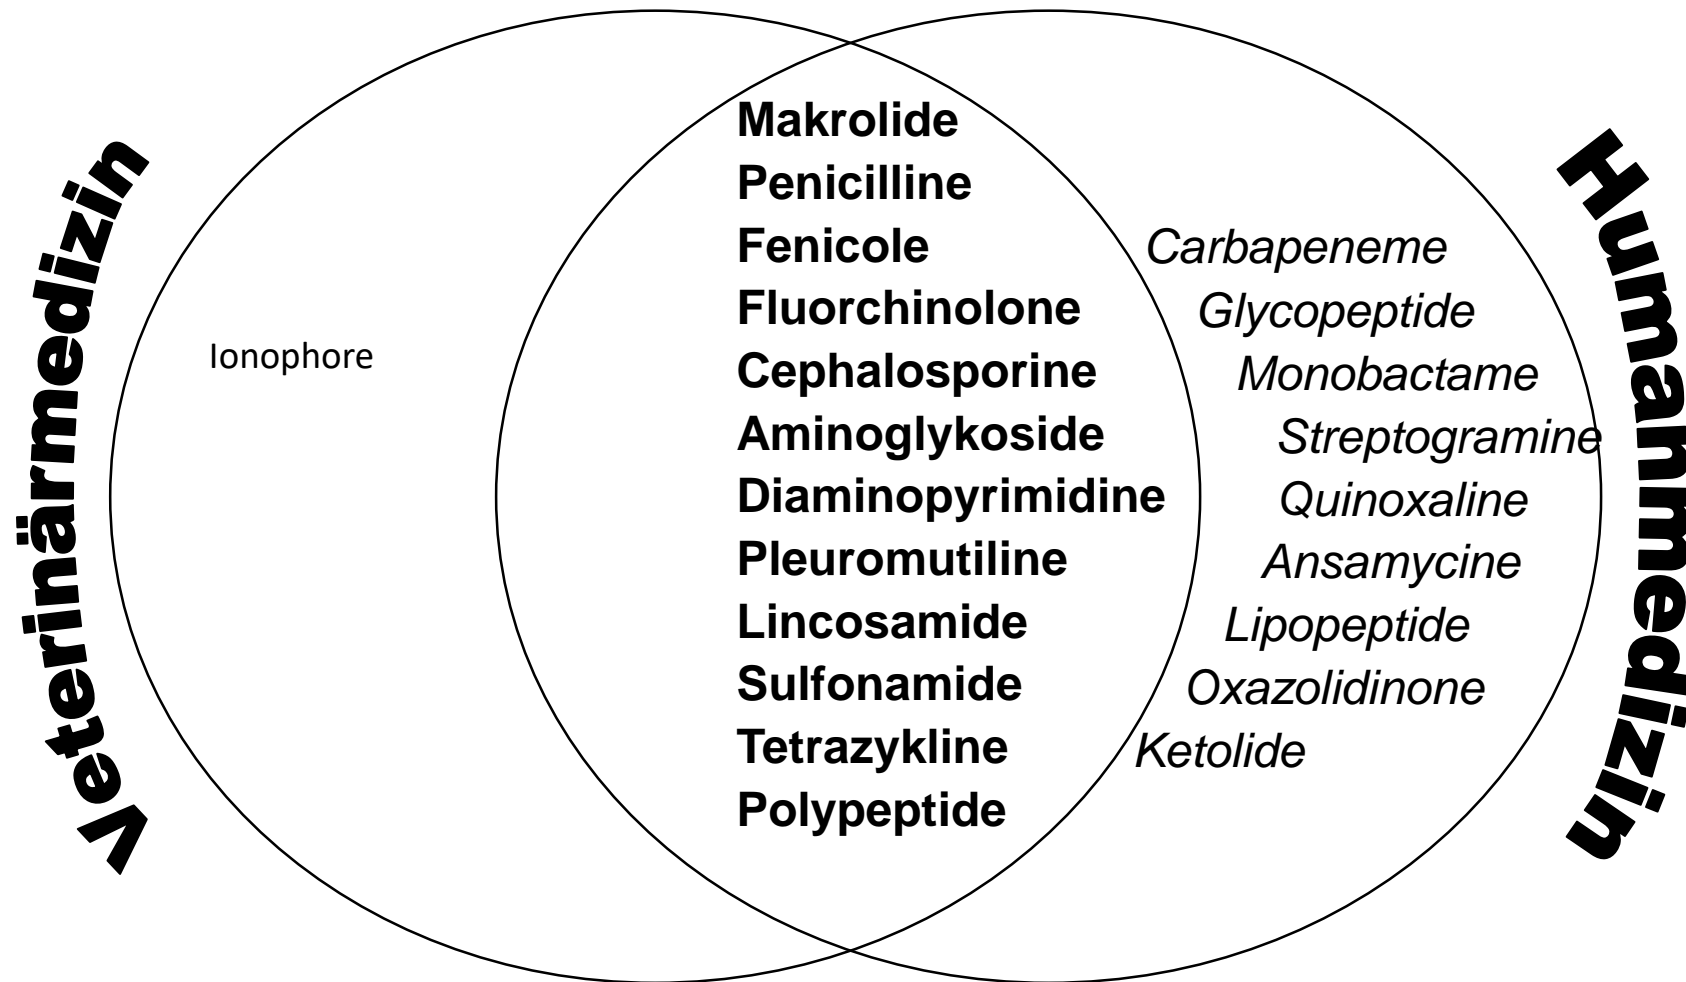 Veterinärmedizin
Ionophore
Makrolide
Penicilline
Fenicole
Fluorchinolone
Cephalosporine
Aminoglykoside
Diaminopyrimidine
Pleuromutiline
Lincosamide
Sulfonamide
Tetrazykline
Polypeptide
Carbapeneme
Glycopeptide
Monobactame
Streptogramine
Quinoxaline
Ansamycine
Lipopeptide
Oxazolidinone
Ketolide
Humanmedizin